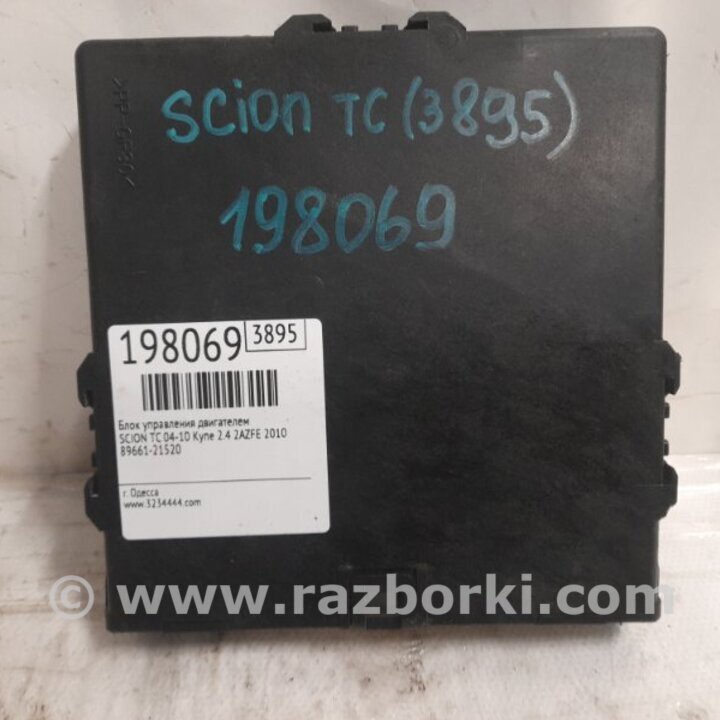 SCION TC (3895)
198069
198069 3895
Блок управления двигателем
SCION TC 04-10 Купе 2.4 2AZFE 2010
89661-21520
г. Одесса
www.3234444.com
© www.razborki.com